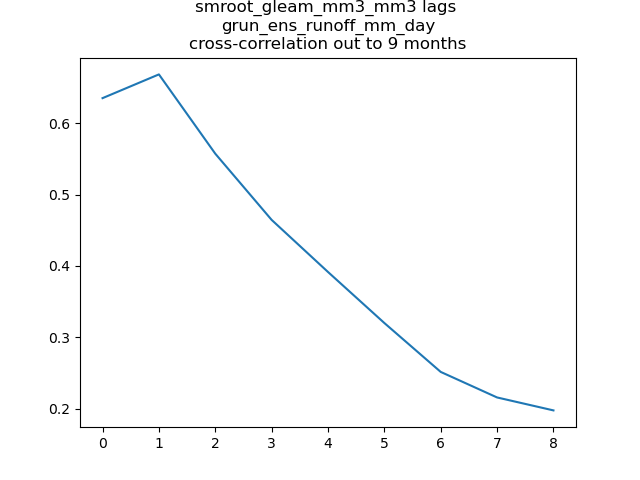 smroot_gleam_mm3_mm3 lags
grun_ens_runoff_mm_day
cross-correlation out to 9 months
0.6
0.5
0.4
0.3
0.2
0 1 2 3 4 5 6 7 8